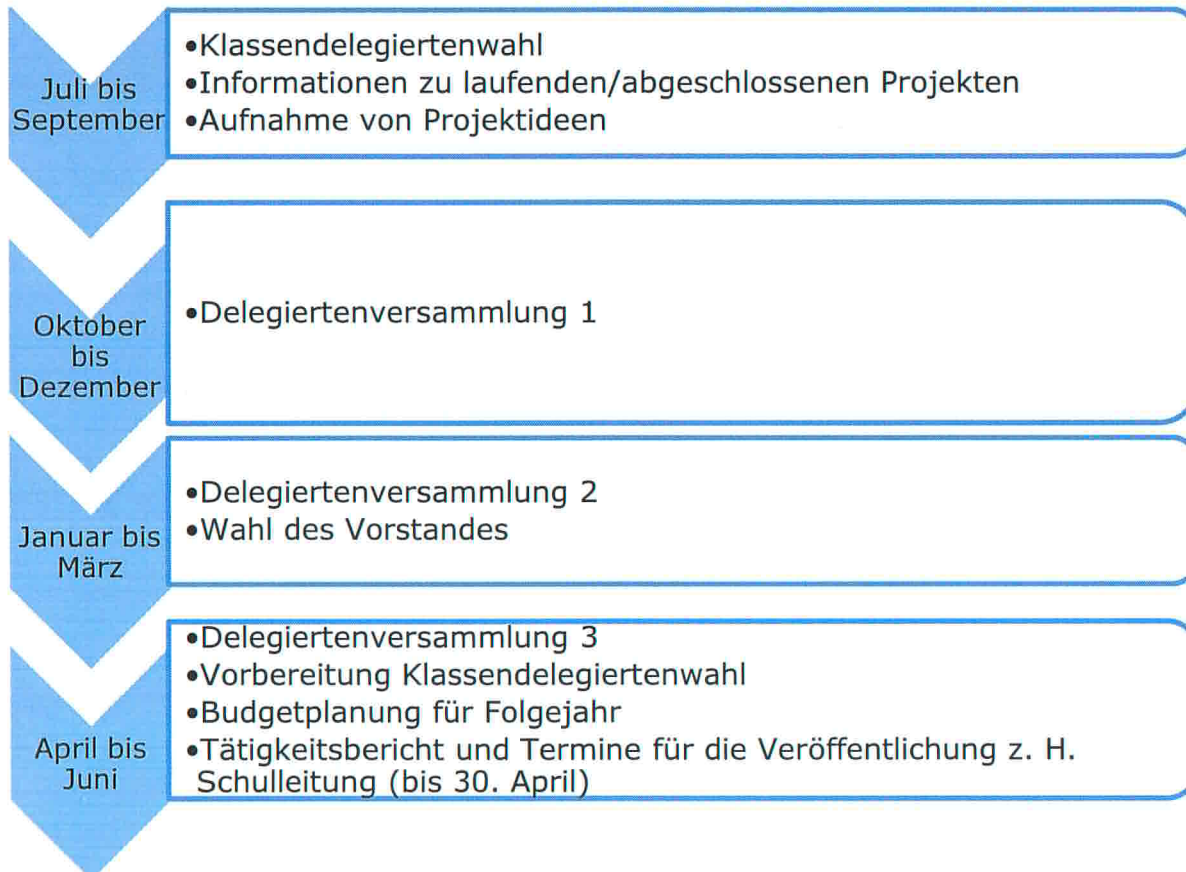 Juli bis
September
•Klassendelegiertenwahl
•Informationen zu laufenden/abgeschlossenen Projekten
•Aufnahme von Projektideen
Oktober
bis
Dezember
•Delegiertenversammlung 1
Januar bis
März
•Delegiertenversammlung 2
•Wahl des Vorstandes
April bis
Juni
•Delegiertenversammlung 3
•Vorbereitung Klassendelegiertenwahl
•Budgetplanung für Folgejahr
•Tätigkeitsbericht und Termine für die Veröffentlichung z. H.
Schulleitung (bis 30. April)